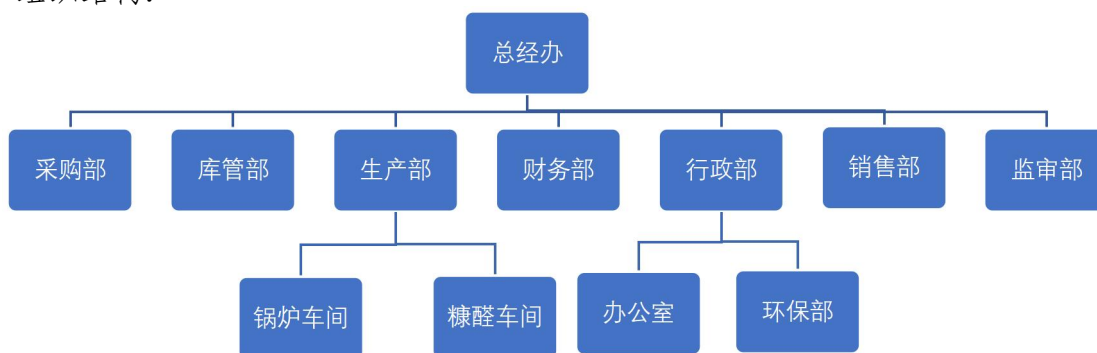 总经办
采购部
库管部
生产部
财务部
行政部
销售部
监审部
锅炉车间
糠醛车间
办公室
环保部